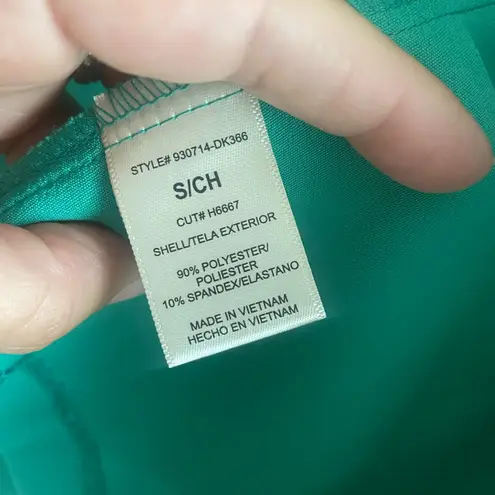 STYLE# 930714-DK366
S/CH
CUT# H6667
SHELL/TELA EXTERIOR
90% POLYESTER/
POLIESTER
10% SPANDEX/ELASTANO
MADE IN VIETNAM
HECHO EN VIETNAM